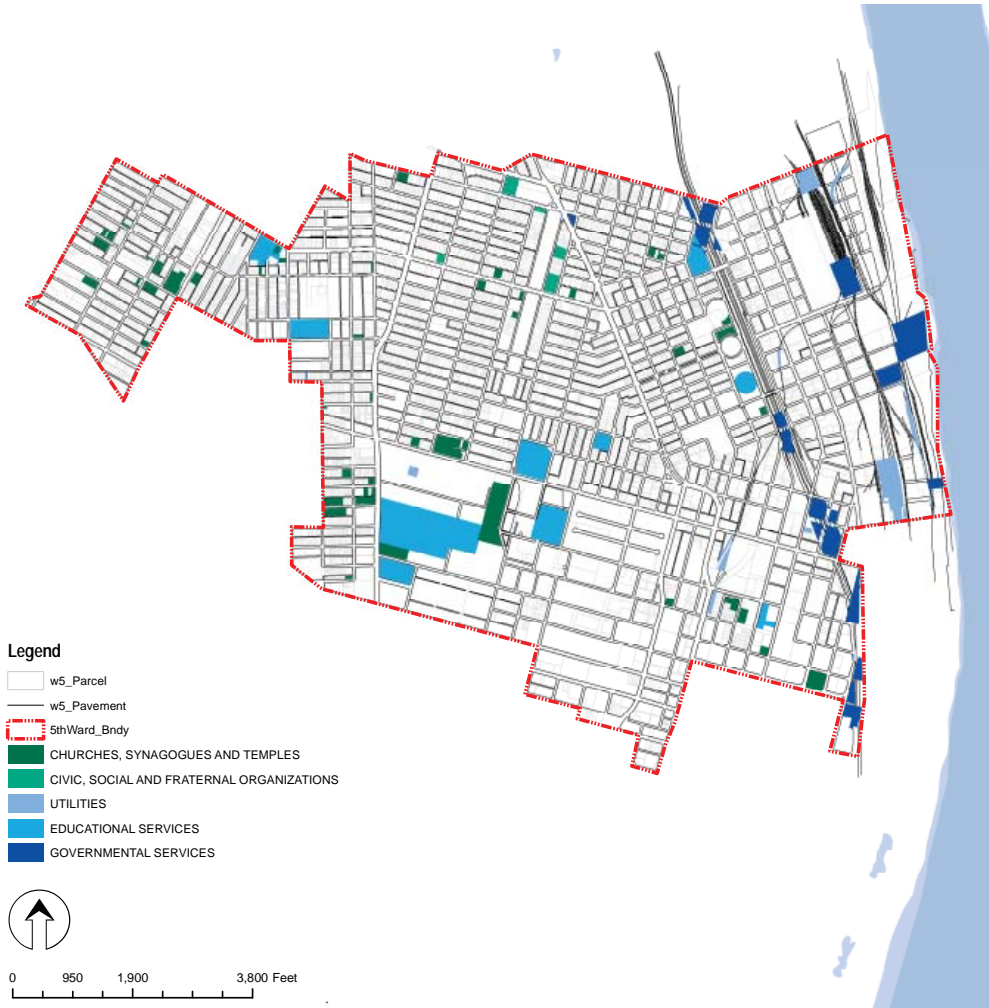 Legend
w5_Parcel
w5_Pavement
5thWard_Bndy
CHURCHES, SYNAGOGUES AND TEMPLES
CIVIC, SOCIAL AND FRATERNAL ORGANIZATIONS
UTILITIES
EDUCATIONAL SERVICES
GOVERNMENTAL SERVICES
0 950 1,900 3,800 Feet